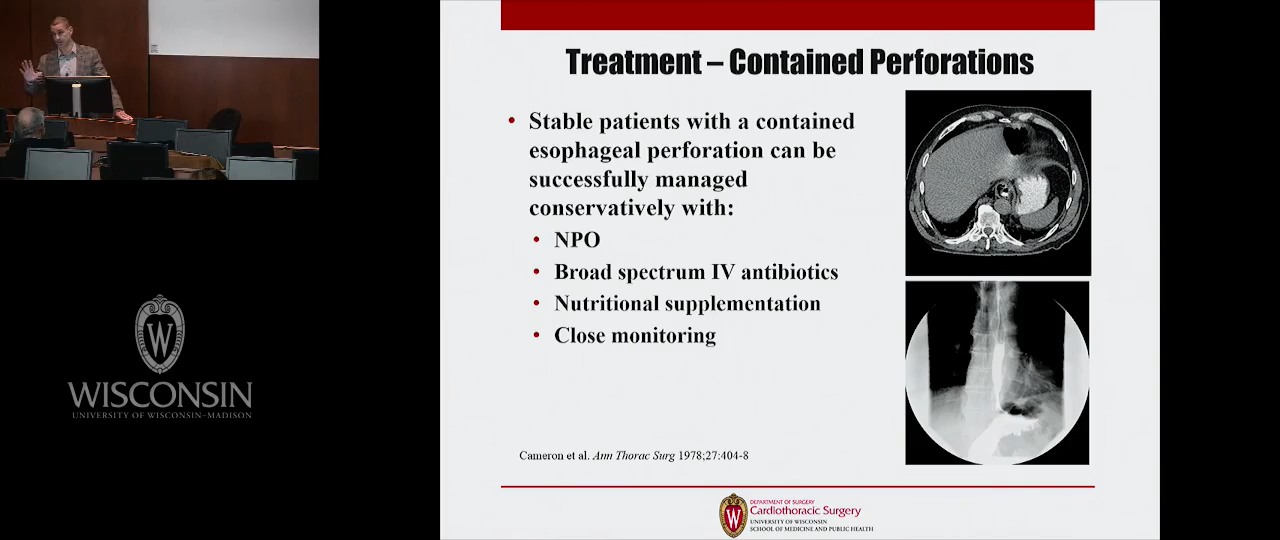 Treatment – Contained Perforations
• Stable patients with a contained
esophageal perforation can be
successfully managed
conservatively with:
• NPO
• Broad spectrum IV antibiotics
• Nutritional supplementation
• Close monitoring
Cameron et al. Ann Thorac Surg 1978;27:404-8
W
DEPARTMENT OF SURGERY
Cardiothoracic Surgery
UNIVERSITY OF WISCONSIN
SCHOOL OF MEDICINE AND PUBLIC HEALTH
W
WISCONSIN
UNIVERSITY OF WISCONSIN–MADISON